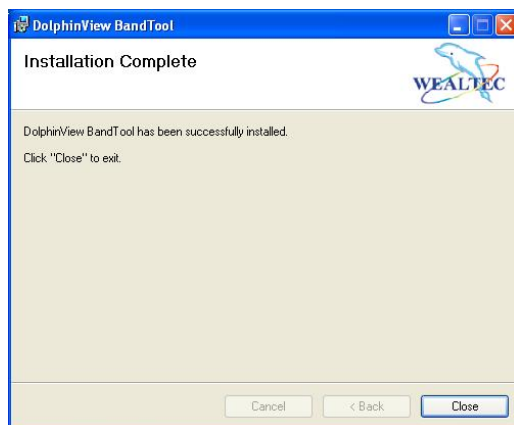 DolphinView BandTool
Installation Complete
WEALTEC
DolphinView BandTool has been successfully installed.
Click "Close" to exit.
Cancel
< Back
Close